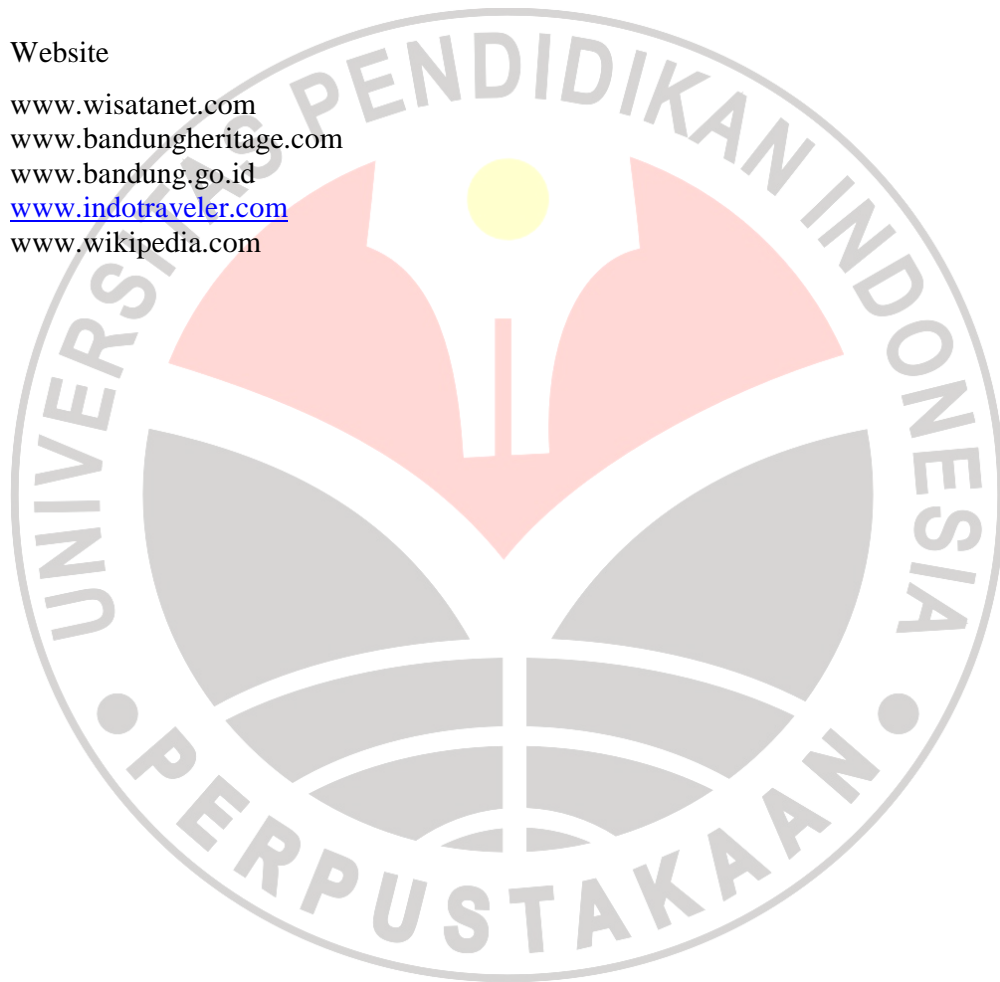 Website
www.wisatanet.com
www.bandungheritage.com
www.bandung.go.id
www.indotraveler.com
www.wikipedia.com
UNIVERSITAS PENDIDIKAN INDONESIA
PERPUSTAKAAN